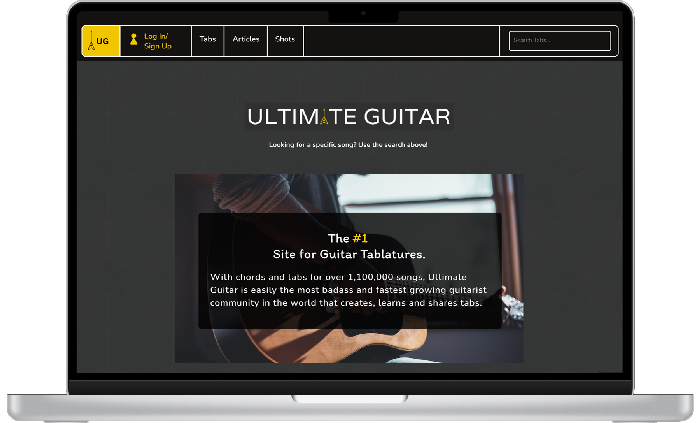 UG
Log In/
Sign Up
Tabs
Articles
Shots
Search Tabs...
ULTIMATE GUITAR
Looking for a specific song? Use the search above!
The #1
Site for Guitar Tablatures.
With chords and tabs for over 1,100,000 songs, Ultimate
Guitar is easily the most badass and fastest growing guitarist
community in the world that creates, learns and shares tabs.